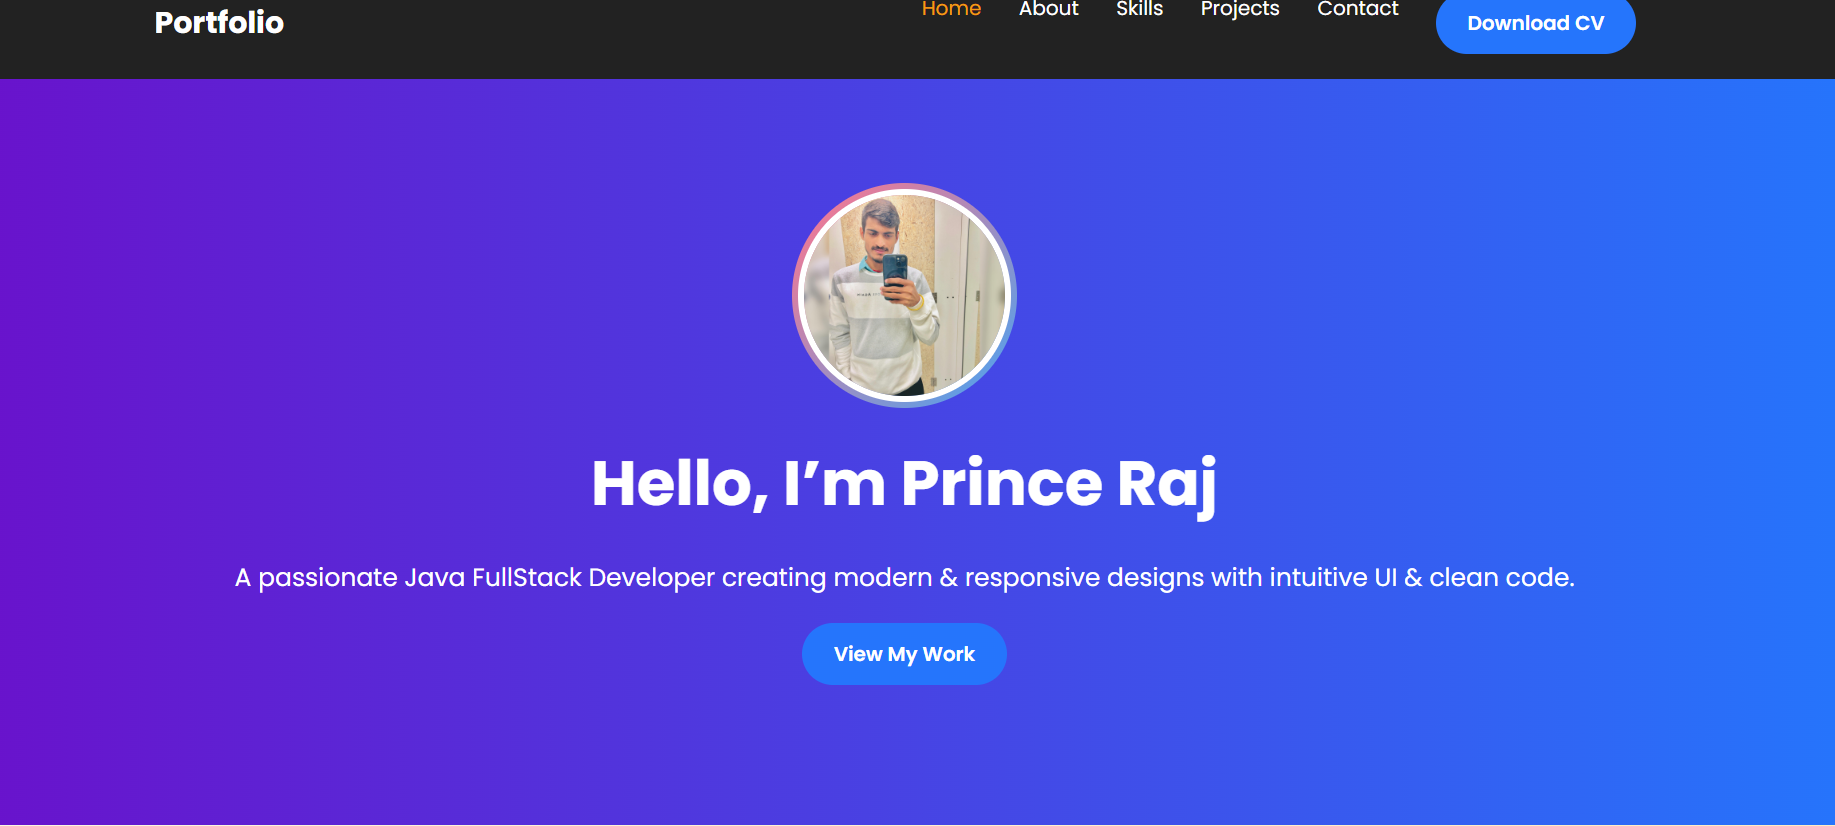 Portfolio
Home About Skills Projects Contact Download CV
Hello, I’m Prince Raj
A passionate Java FullStack Developer creating modern & responsive designs with intuitive UI & clean code.
View My Work